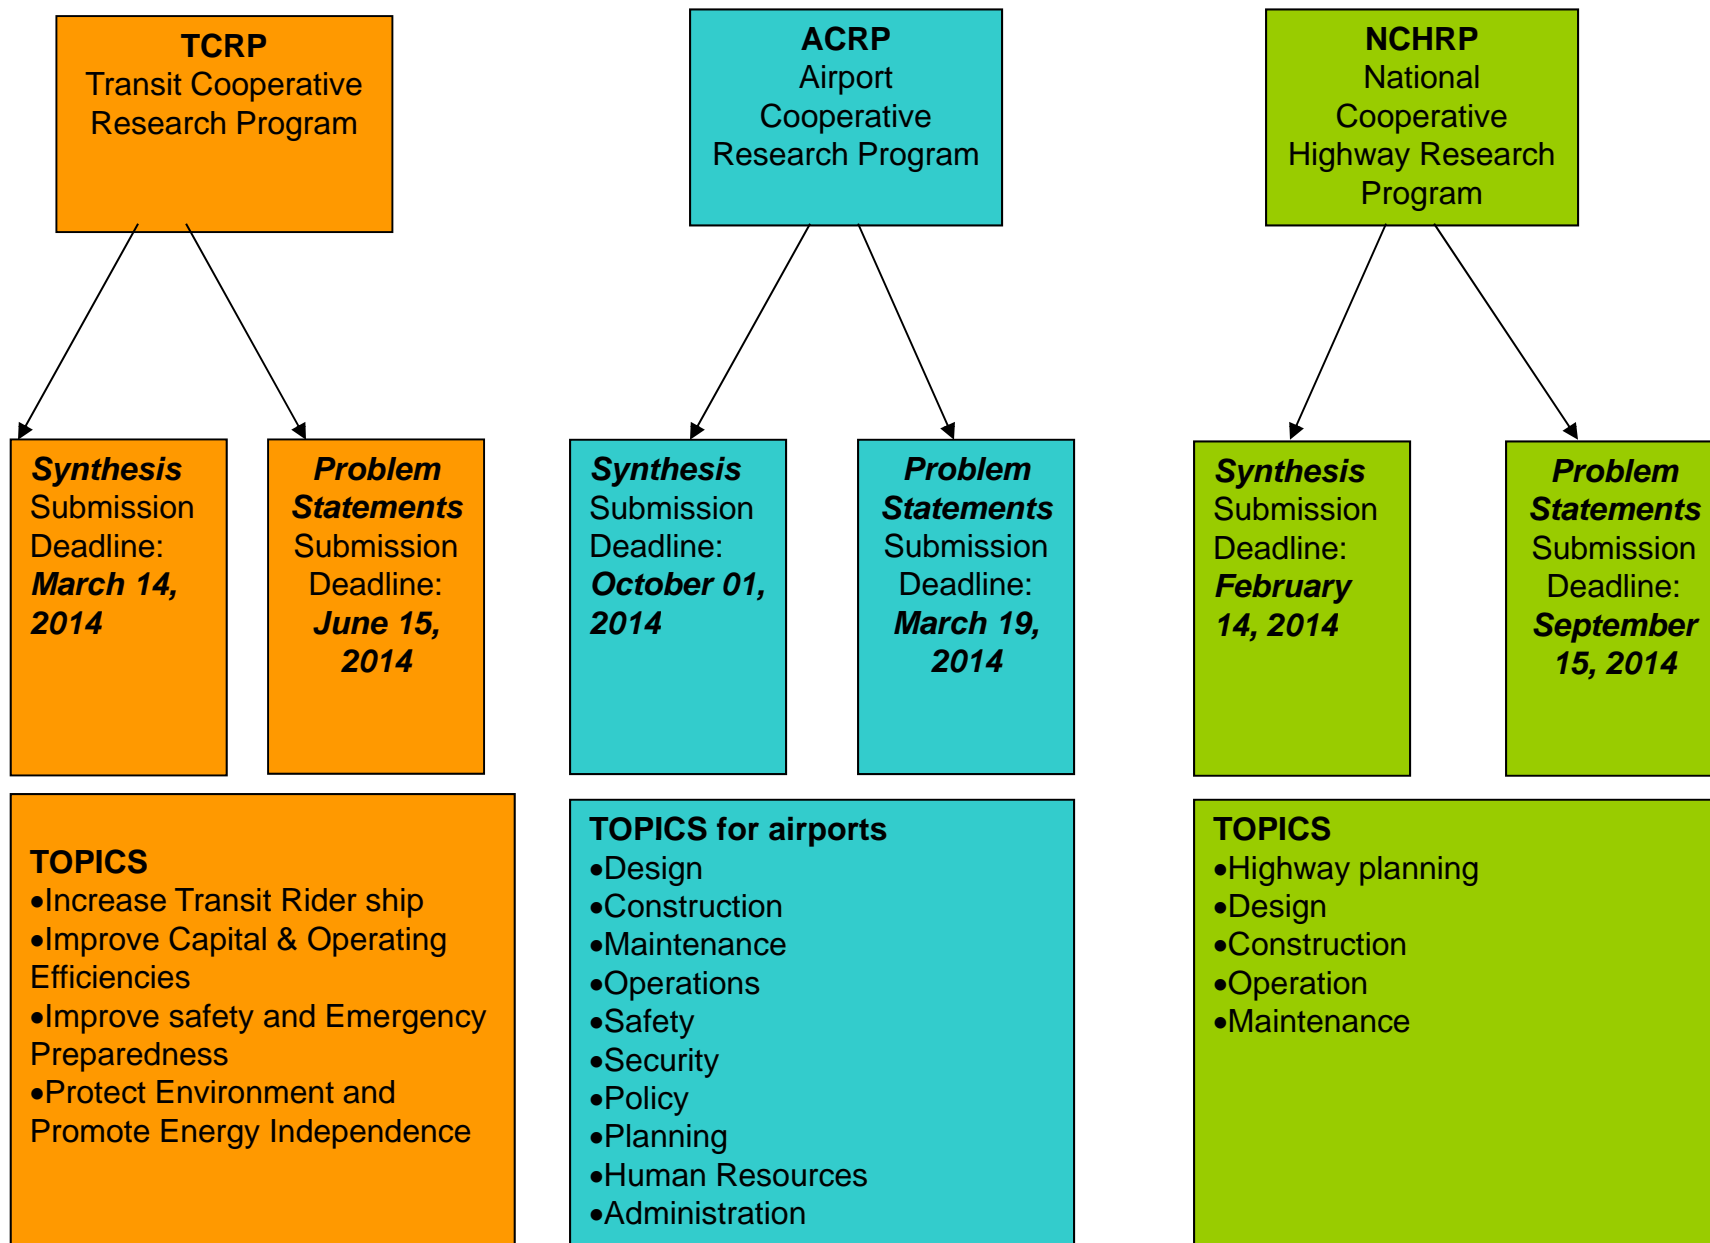 TCRP
Transit Cooperative
Research Program
ACRP
Airport
Cooperative
Research Program
NCHRP
National
Cooperative
Highway Research
Program
Synthesis
Submission
Deadline:
March 14,
2014
Problem
Statements
Submission
Deadline:
June 15,
2014
Synthesis
Submission
Deadline:
October 01,
2014
Problem
Statements
Submission
Deadline:
March 19,
2014
Synthesis
Submission
Deadline:
February
14, 2014
Problem
Statements
Submission
Deadline:
September
15, 2014
TOPICS
•Increase Transit Rider ship
•Improve Capital & Operating
Efficiencies
•Improve safety and Emergency
Preparedness
•Protect Environment and
Promote Energy Independence
TOPICS for airports
•Design
•Construction
•Maintenance
•Operations
•Safety
•Security
•Policy
•Planning
•Human Resources
•Administration
TOPICS
•Highway planning
•Design
•Construction
•Operation
•Maintenance